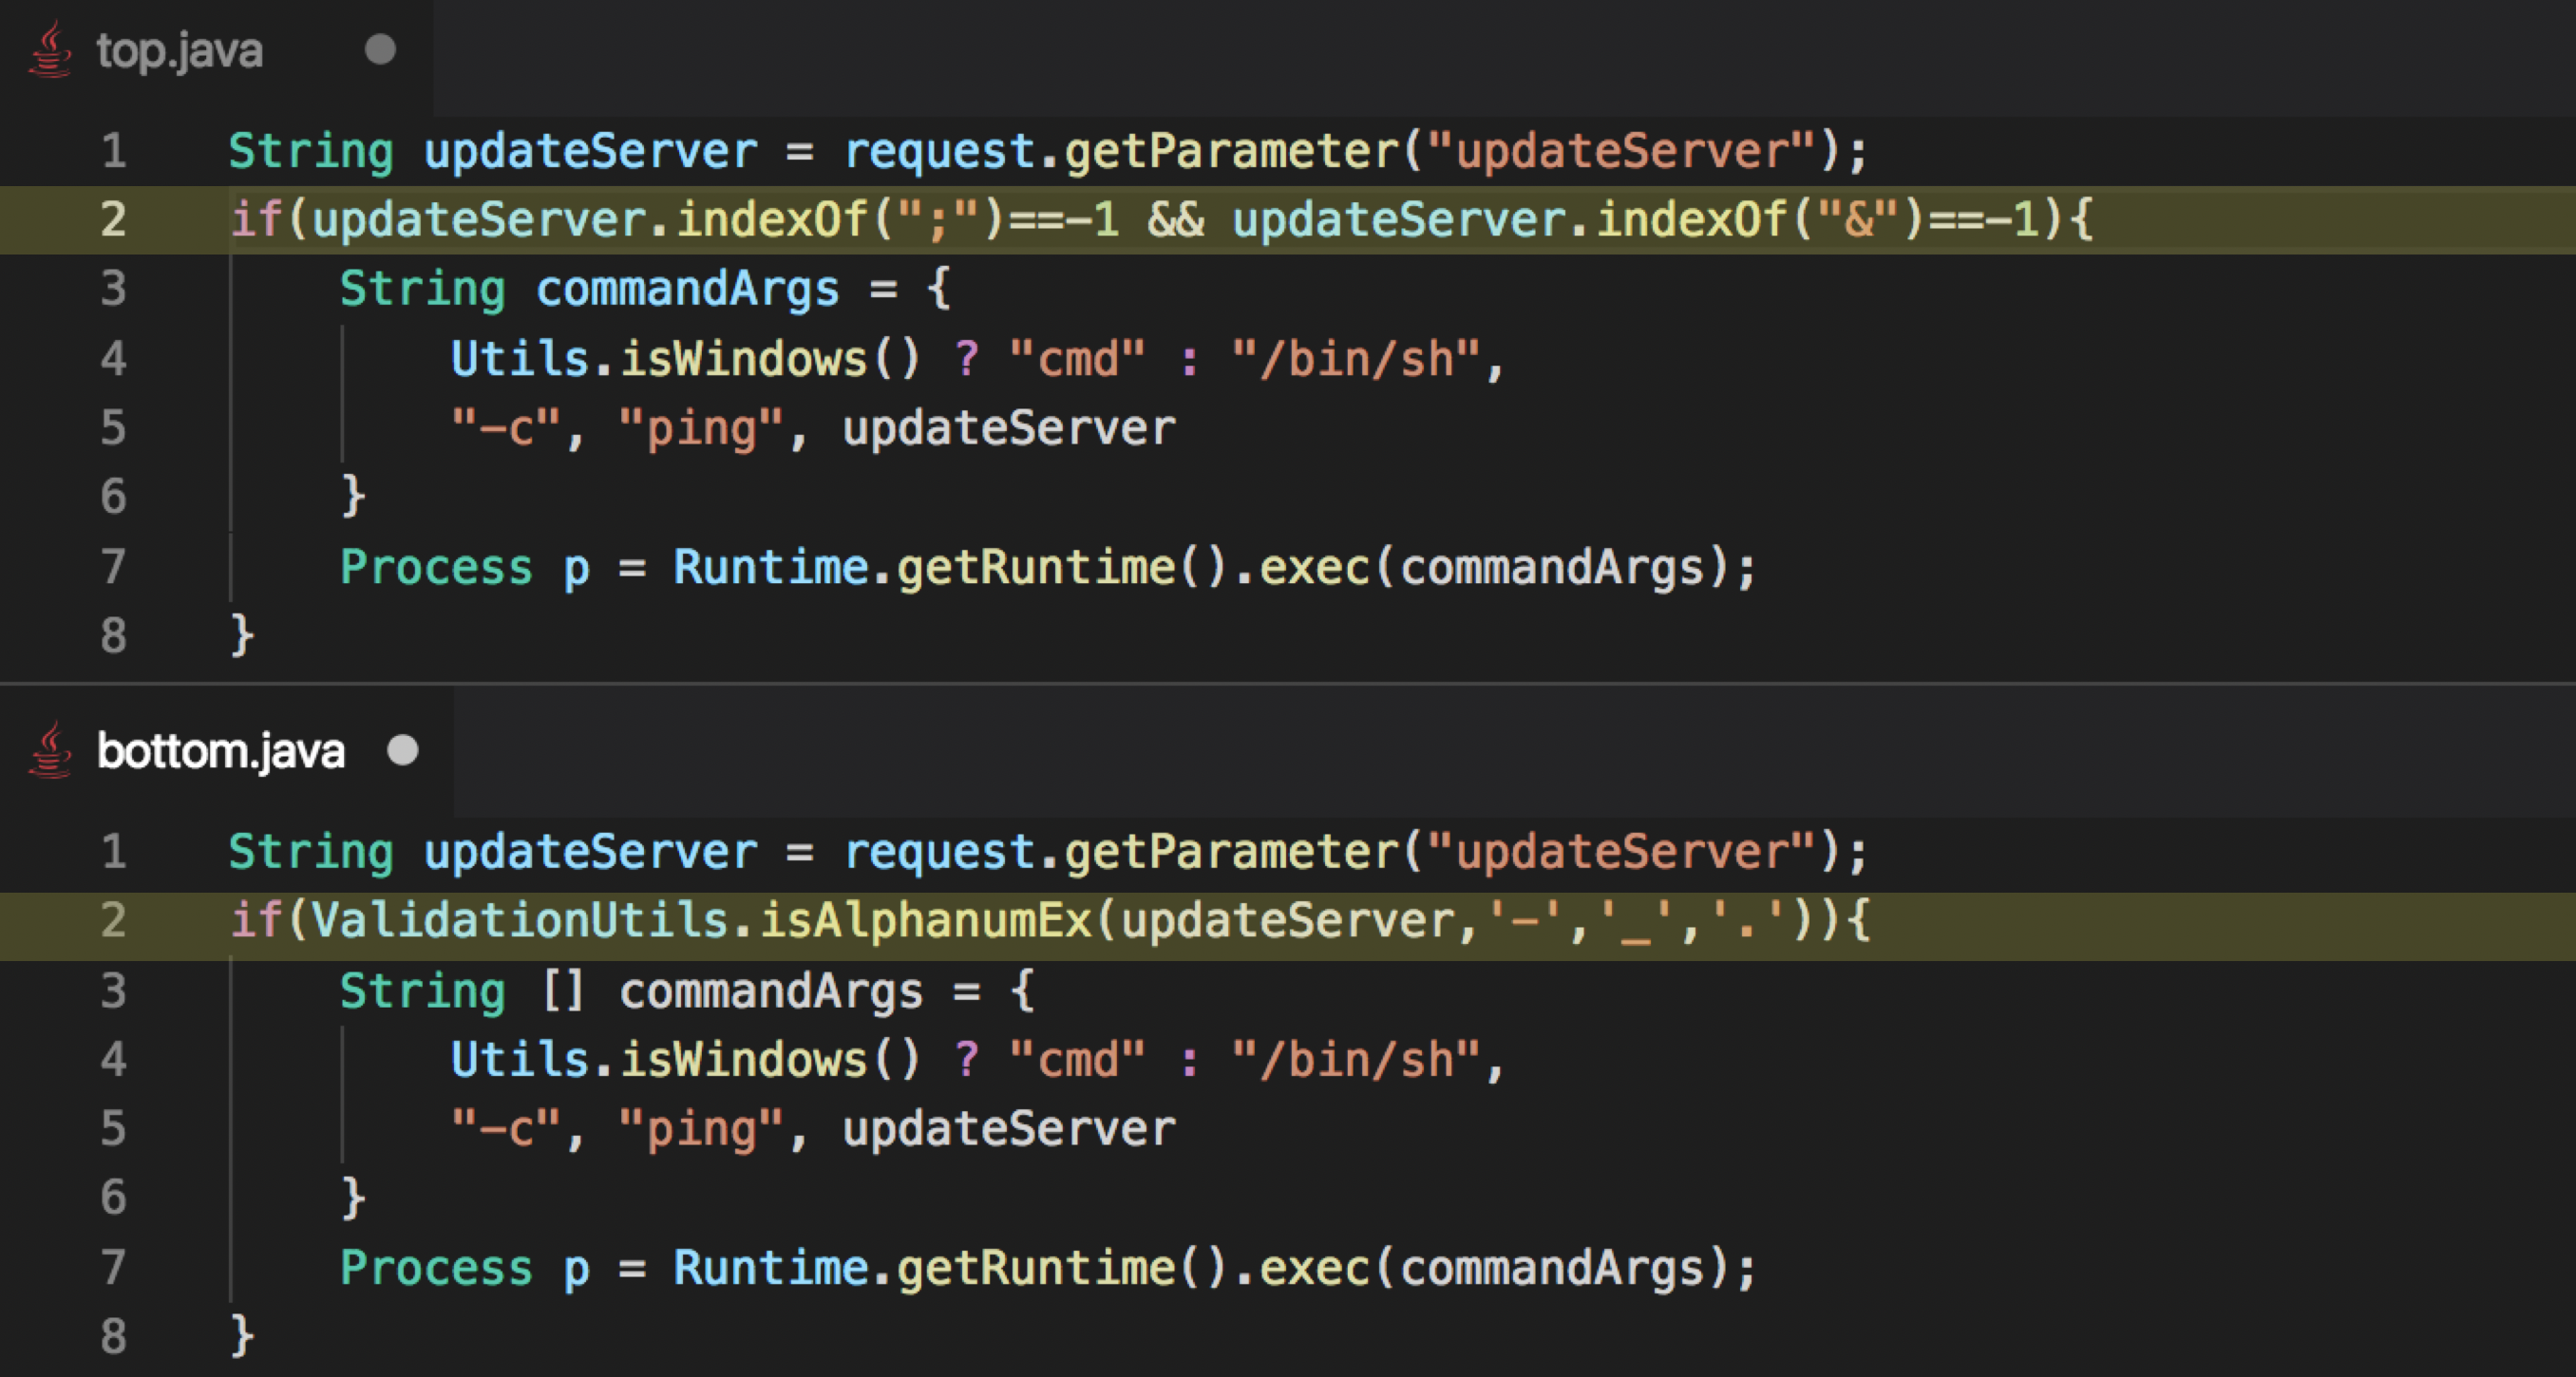 top.java
1 String updateServer = request.getParameter("updateServer");
2 if(updateServer.indexOf(";")==-1 && updateServer.indexOf("&")==-1){
3 String commandArgs = {
4 Utils.isWindows() ? "cmd" : "/bin/sh",
5 "-c", "ping", updateServer
6 }
7 Process p = Runtime.getRuntime().exec(commandArgs);
8 }
bottom.java
1 String updateServer = request.getParameter("updateServer");
2 if(ValidationUtils.isAlphanumEx(updateServer,'-','_','.')){
3 String [] commandArgs = {
4 Utils.isWindows() ? "cmd" : "/bin/sh",
5 "-c", "ping", updateServer
6 }
7 Process p = Runtime.getRuntime().exec(commandArgs);
8 }